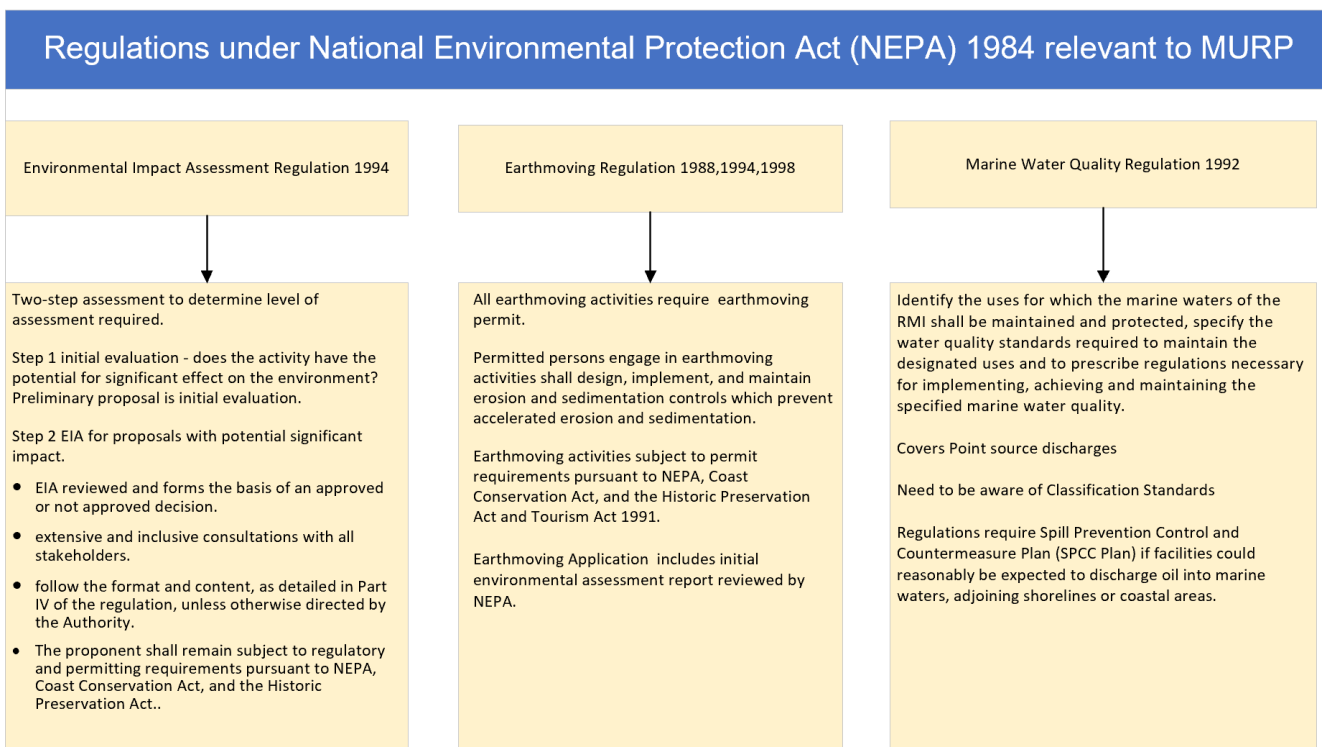 Regulations under National Environmental Protection Act (NEPA) 1984 relevant to MURP
Environmental Impact Assessment Regulation 1994
Two-step assessment to determine level of
assessment required.
Step 1 initial evaluation - does the activity have the
potential for significant effect on the environment?
Preliminary proposal is initial evaluation.
Step 2 EIA for proposals with potential significant
impact.
• EIA reviewed and forms the basis of an approved
or not approved decision.
• extensive and inclusive consultations with all
stakeholders.
• follow the format and content, as detailed in Part
IV of the regulation, unless otherwise directed by
the Authority.
• The proponent shall remain subject to regulatory
and permitting requirements pursuant to NEPA,
Coast Conservation Act, and the Historic
Preservation Act..
Earthmoving Regulation 1988,1994,1998
All earthmoving activities require  earthmoving
permit.
Permitted persons engage in earthmoving
activities shall design, implement, and maintain
erosion and sedimentation controls which prevent
accelerated erosion and sedimentation.
Earthmoving activities subject to permit
requirements pursuant to NEPA, Coast
Conservation Act, and the Historic Preservation
Act and Tourism Act 1991.
Earthmoving Application  includes initial
environmental assessment report reviewed by
NEPA.
Marine Water Quality Regulation 1992
Identify the uses for which the marine waters of the
RMI shall be maintained and protected, specify the
water quality standards required to maintain the
designated uses and to prescribe regulations necessary
for implementing, achieving and maintaining the
specified marine water quality.
Covers Point source discharges
Need to be aware of Classification Standards
Regulations require Spill Prevention Control and
Countermeasure Plan (SPCC Plan) if facilities could
reasonably be expected to discharge oil into marine
waters, adjoining shorelines or coastal areas.